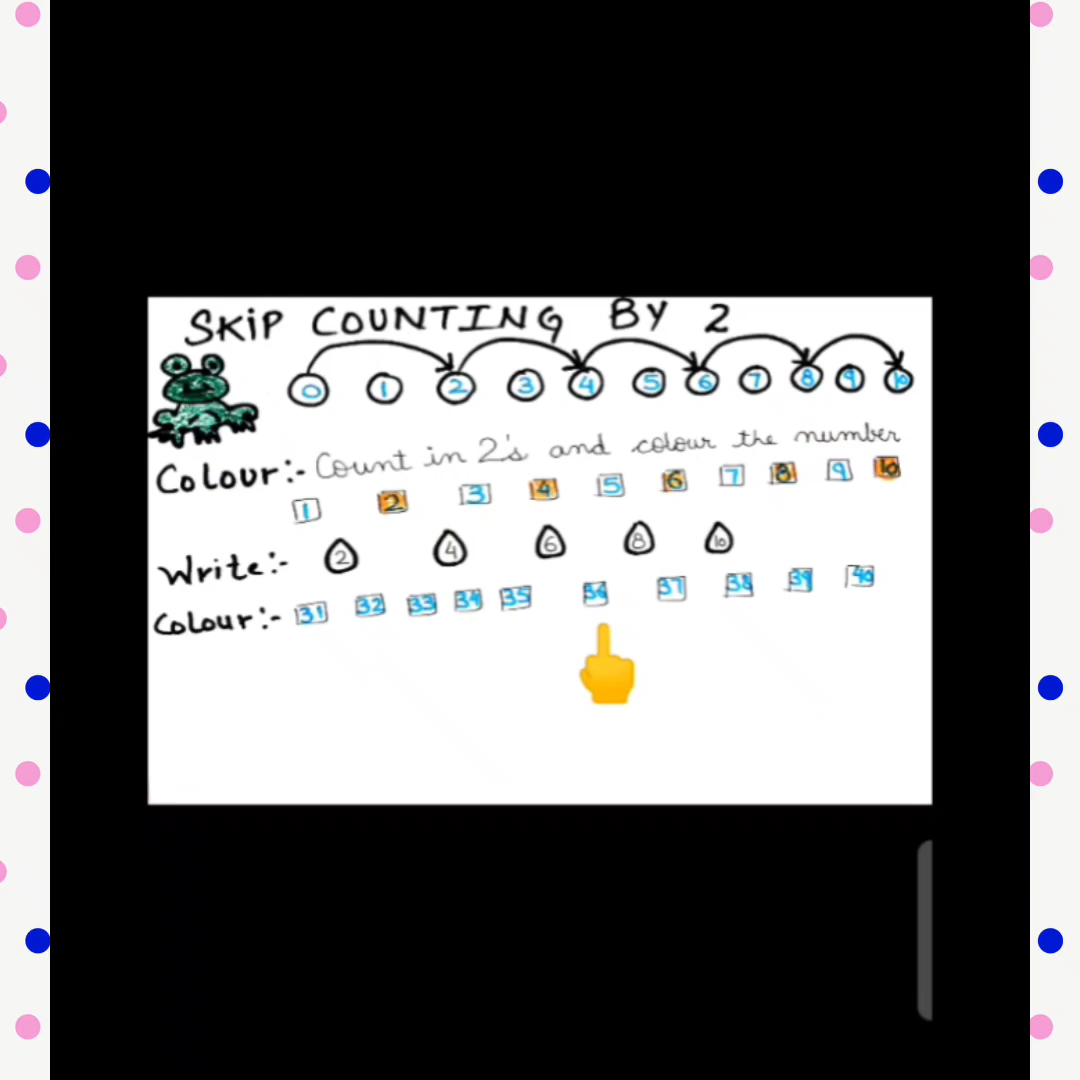 SKIP COUNTING BY 2
0 1 2 3 4 5 6 7 8 9 10
Colour:- Count in 2's and colour the number
1 2 3 4 5 6 7 8 9 10
Write:- 2 4 6 8 10
Colour:- 31 32 33 34 35 36 37 38 39 40